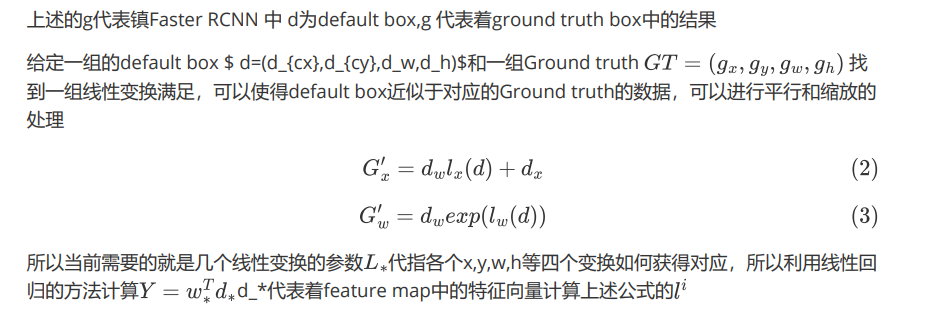 上述的g代表镇Faster RCNN 中 d为default box,g 代表着ground truth box中的结果
给定一组的default box $ d=(d_{cx},d_{cy},d_w,d_h)$和一组Ground truth GT = (g_x, g_y, g_w, g_h) 找
到一组线性变换满足，可以使得default box近似于对应的Ground truth的数据，可以进行平行和缩放的
处理
G'_x = d_w l_x(d) + d_x (2)
G'_w = d_w exp(l_w(d)) (3)
所以当前需要的就是几个线性变换的参数L_*代指各个x,y,w,h等四个变换如何获得对应，所以利用线性回
归的方法计算Y = w_*^T d_*d_*代表着feature map中的特征向量计算上述公式的l^i